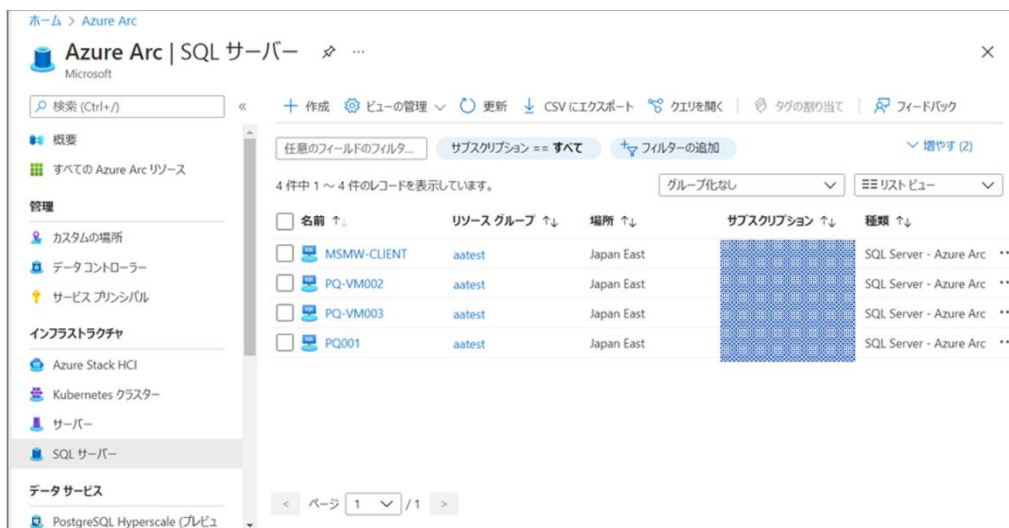 ホーム > Azure Arc
Azure Arc | SQL サーバー
Microsoft
検索 (Ctrl+/)
概要
すべての Azure Arc リソース
管理
カスタムの場所
データ コントローラー
サービス プリンシパル
インフラストラクチャ
Azure Stack HCI
Kubernetes クラスター
サーバー
SQL サーバー
データ サービス
PostgreSQL Hyperscale (プレビュ
作成 ビューの管理 更新 CSV にエクスポート クエリを開く タグの割り当て フィードバック
任意のフィールドのフィルタ... サブスクリプション == すべて フィルターの追加 増やす (2)
4 件中 1 ~ 4 件のレコードを表示しています。 グループ化なし リスト ビュー
名前 リソース グループ 場所 サブスクリプション 種類
MSMW-CLIENT aatest Japan East SQL Server - Azure Arc
PQ-VM002 aatest Japan East SQL Server - Azure Arc
PQ-VM003 aatest Japan East SQL Server - Azure Arc
PQ001 aatest Japan East SQL Server - Azure Arc
< ページ 1 / 1 >